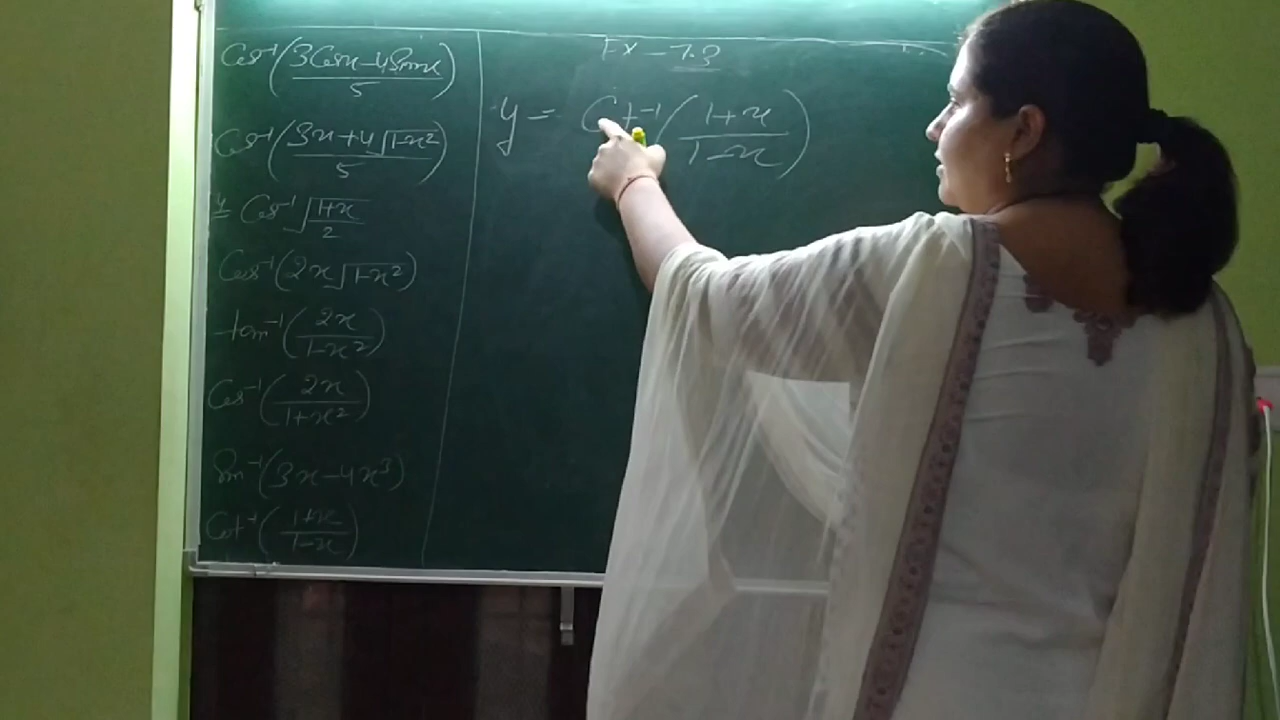 Cos⁻¹(3Cosx-4Sinx/5)
Cos⁻¹(3x+4√1-x²/5)
y= Cos⁻¹√1+x/2
Cos⁻¹(2x√1-x²)
tan⁻¹(2x/1-x²)
Cos⁻¹(2x/1+x²)
Sin⁻¹(3x-4x³)
Cot⁻¹(1+x/1-x)
EX - 7.3
y = Cot⁻¹(1+x/1-x)